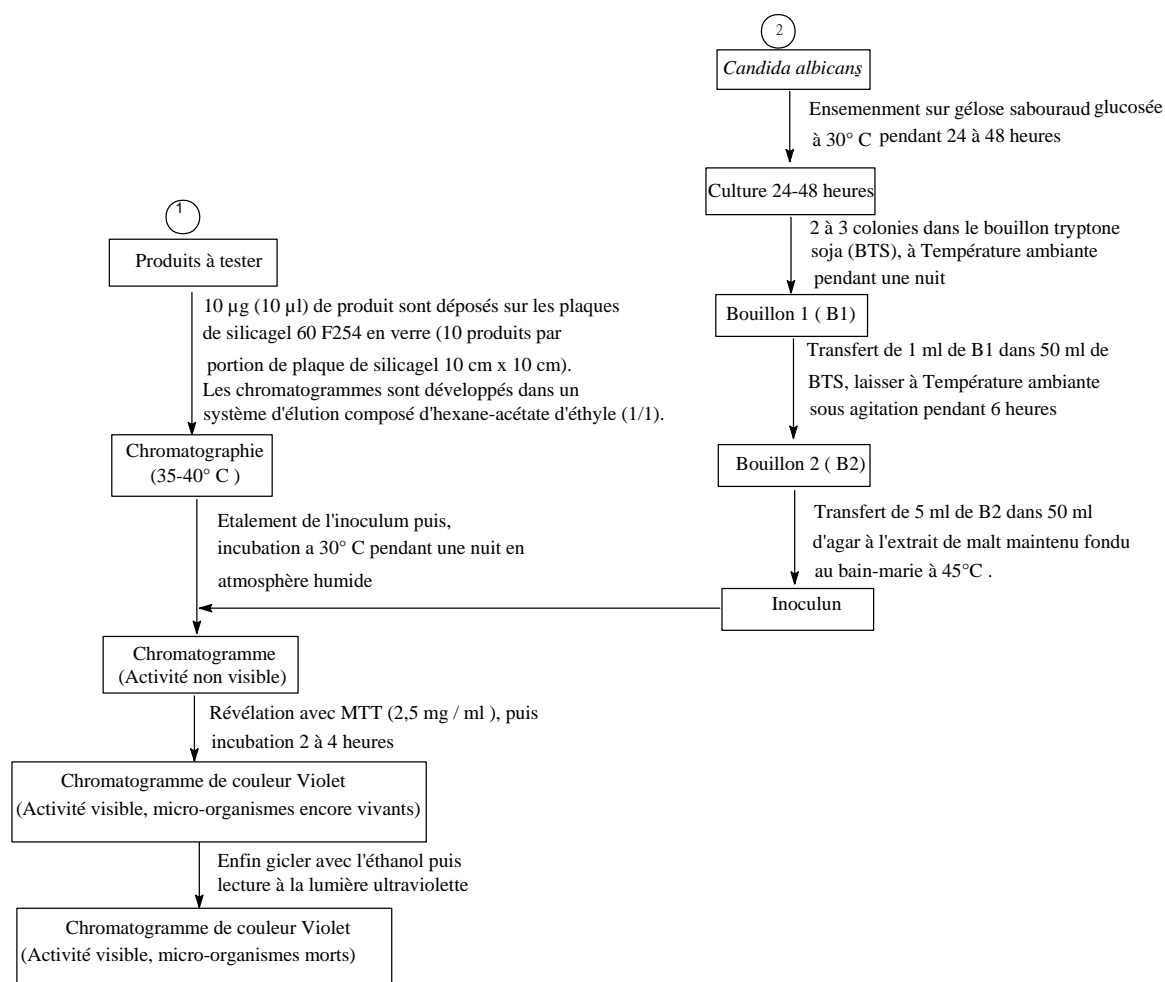 1
Produits à tester
10 µg (10 µl) de produit sont déposés sur les plaques
de silicagel 60 F254 en verre (10 produits par
portion de plaque de silicagel 10 cm x 10 cm).
Les chromatogrammes sont développés dans un
système d'élution composé d'hexane-acétate d'éthyle (1/1).
Chromatographie
(35-40° C )
Etalement de l'inoculum puis,
incubation a 30° C pendant une nuit en
atmosphère humide
Chromatogramme
(Activité non visible)
Révélation avec MTT (2,5 mg / ml ), puis
incubation 2 à 4 heures
Chromatogramme de couleur Violet
(Activité visible, micro-organismes encore vivants)
Enfin gicler avec l'éthanol puis
lecture à la lumière ultraviolette
Chromatogramme de couleur Violet
(Activité visible, micro-organismes morts)
2
Candida albicans
Ensemenment sur gélose sabouraud glucosée
à 30° C pendant 24 à 48 heures
Culture 24-48 heures
2 à 3 colonies dans le bouillon tryptone
soja (BTS), à Température ambiante
pendant une nuit
Bouillon 1 ( B1)
Transfert de 1 ml de B1 dans 50 ml de
BTS, laisser à Température ambiante
sous agitation pendant 6 heures
Bouillon 2 ( B2)
Transfert de 5 ml de B2 dans 50 ml
d'agar à l'extrait de malt maintenu fondu
au bain-marie à 45°C .
Inoculun